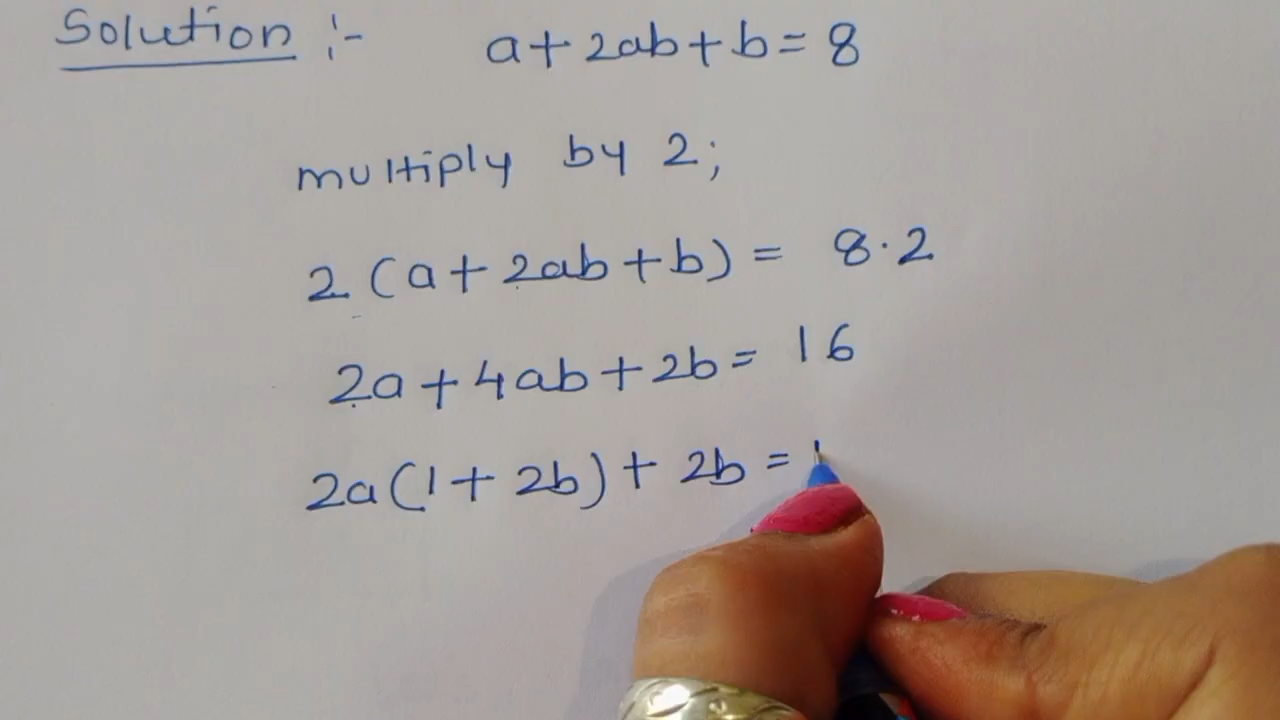 Solution :-
a + 2ab + b = 8
multiply by 2;
2 (a + 2ab + b) = 8.2
2a + 4ab + 2b = 16
2a (1 + 2b) + 2b =